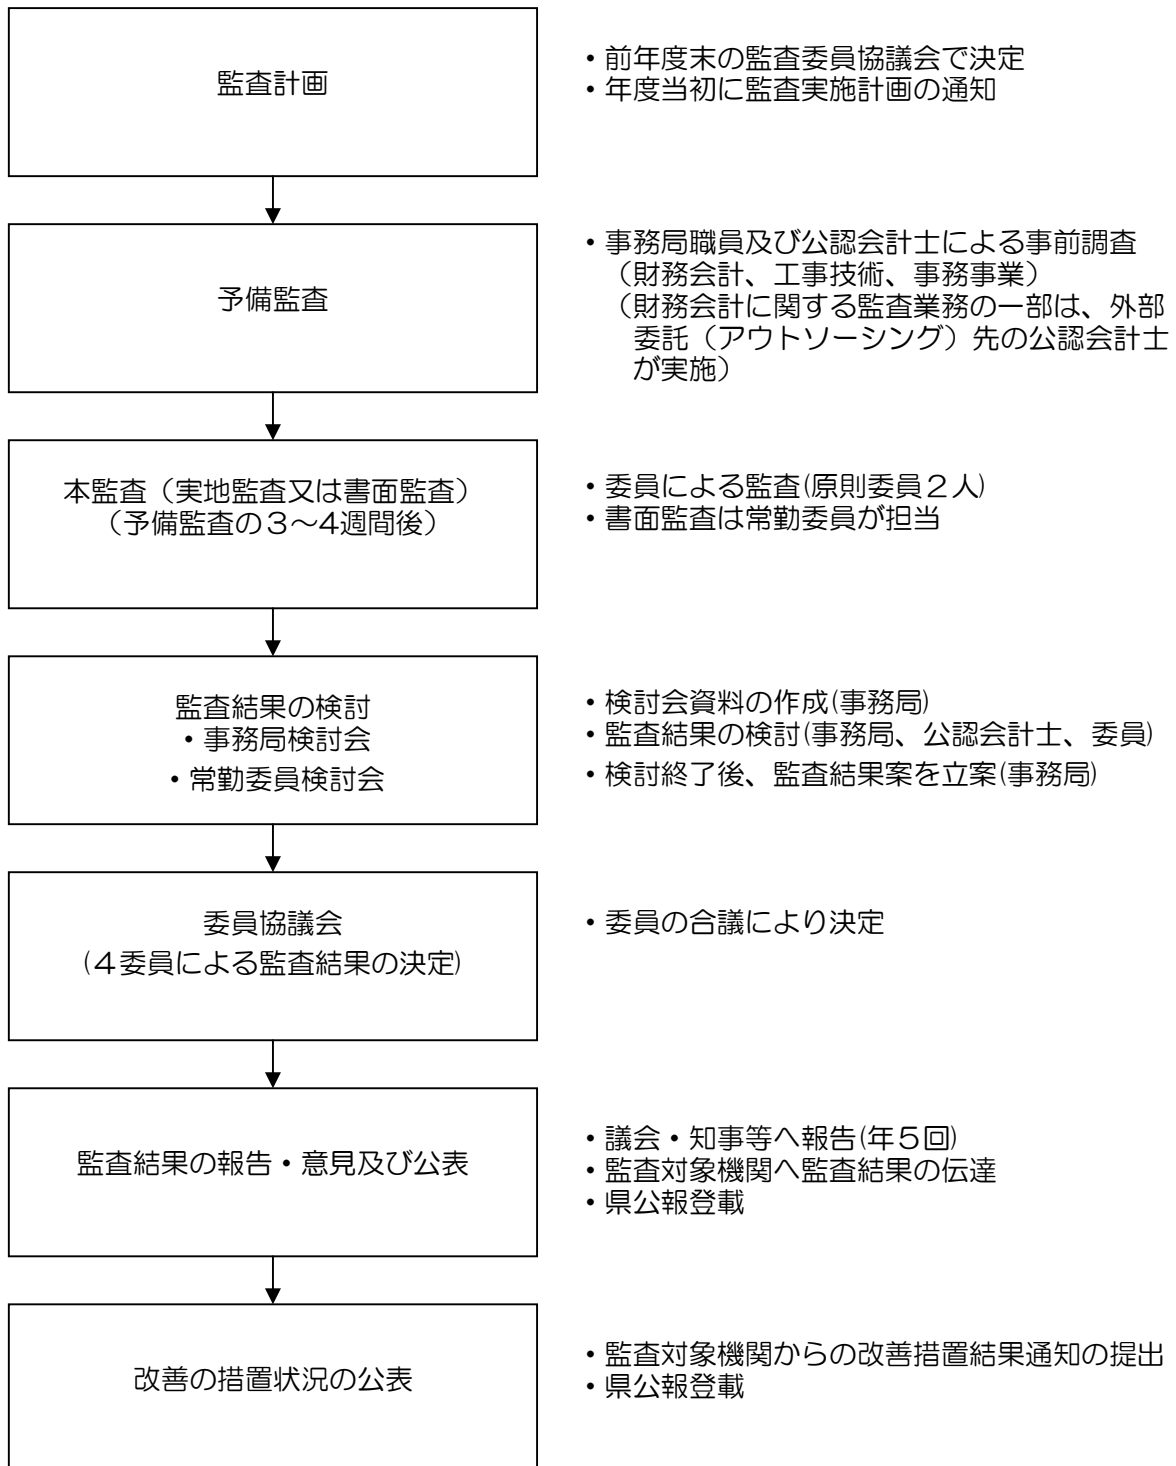 監査計画
・前年度末の監査委員協議会で決定
・年度当初に監査実施計画の通知
予備監査
・事務局職員及び公認会計士による事前調査
（財務会計、工事技術、事務事業）
（財務会計に関する監査業務の一部は、外部
委託（アウトソーシング）先の公認会計士
が実施）
本監査（実地監査又は書面監査）
（予備監査の３～４週間後）
・委員による監査(原則委員２人)
・書面監査は常勤委員が担当
監査結果の検討
・事務局検討会
・常勤委員検討会
・検討会資料の作成(事務局)
・監査結果の検討(事務局、公認会計士、委員)
・検討終了後、監査結果案を立案(事務局)
委員協議会
(４委員による監査結果の決定)
・委員の合議により決定
監査結果の報告・意見及び公表
・議会・知事等へ報告(年５回)
・監査対象機関へ監査結果の伝達
・県公報登載
改善の措置状況の公表
・監査対象機関からの改善措置結果通知の提出
・県公報登載